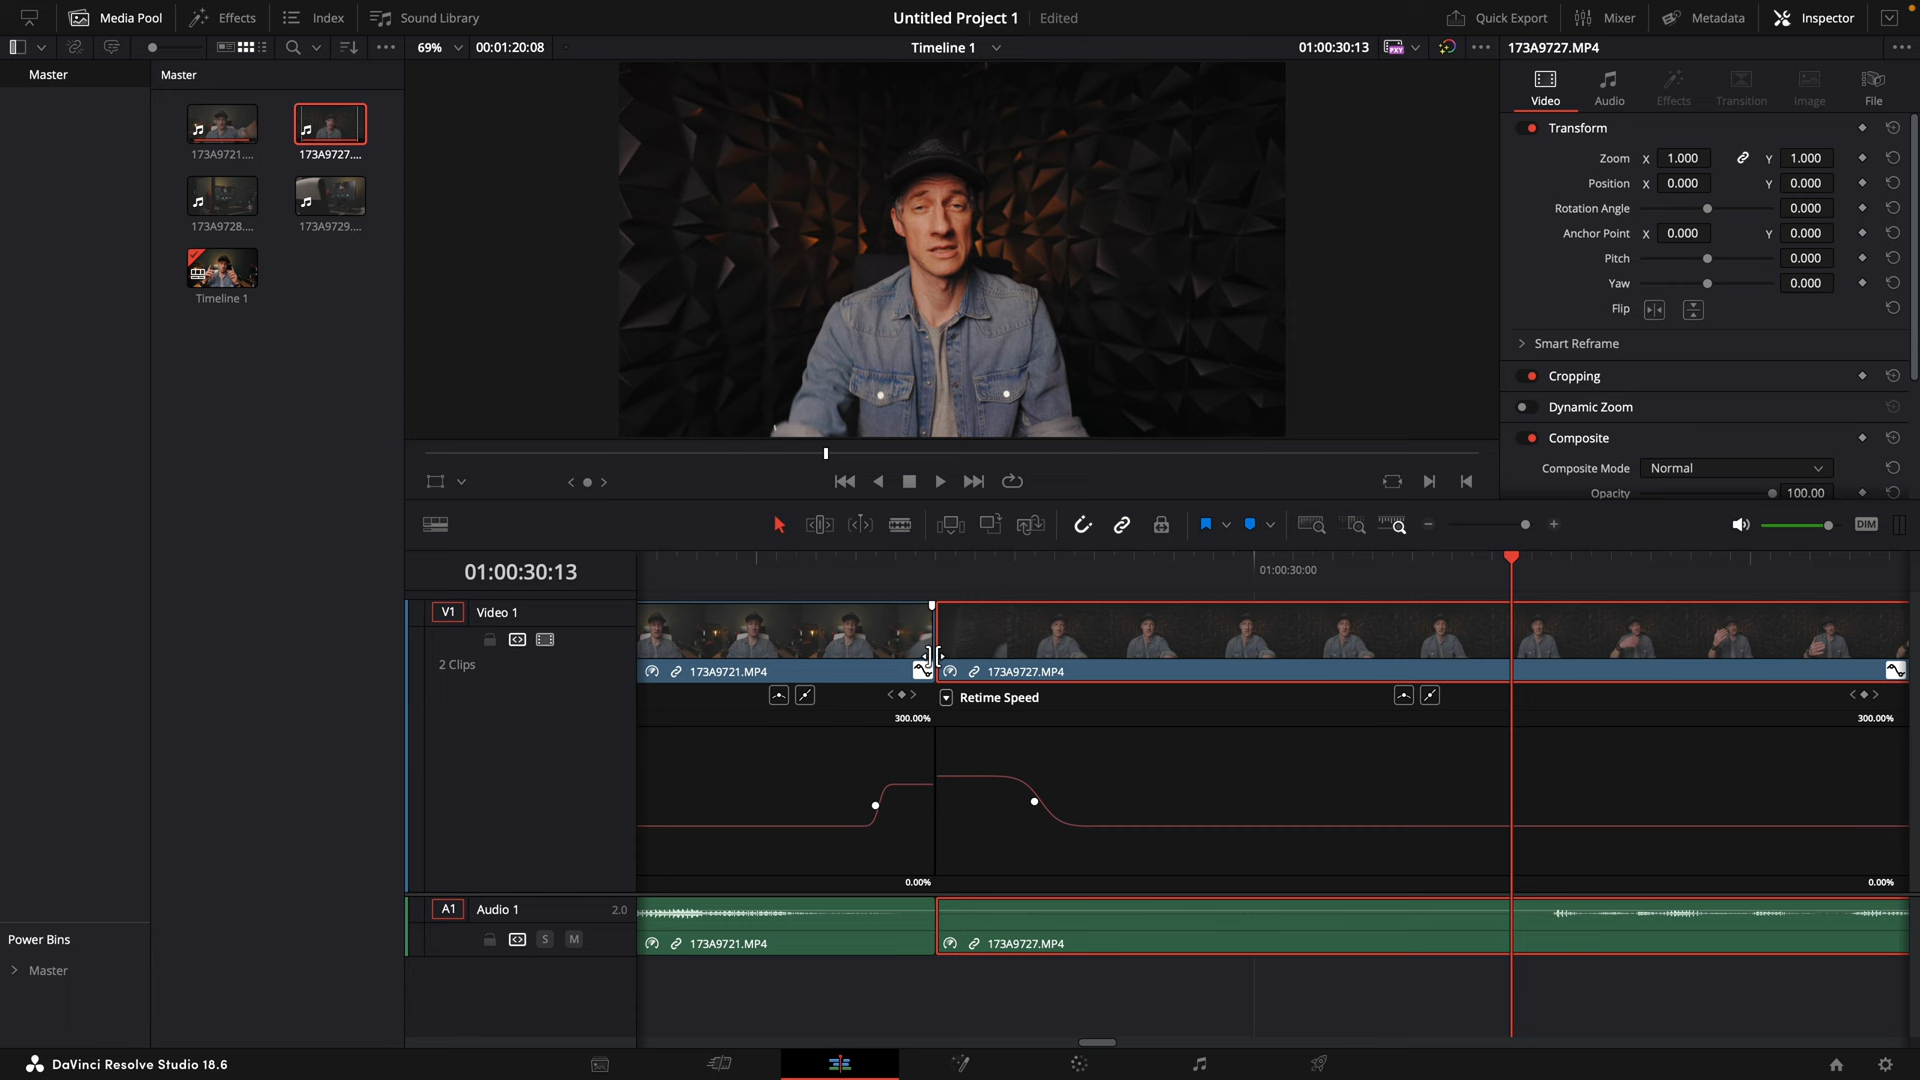 Media Pool
Effects
Index
Sound Library
Untitled Project 1
Edited
Quick Export
Mixer
Metadata
Inspector
69%
00:01:20:08
Timeline 1
01:00:30:13
PXY
173A9727.MP4
Master
Master
173A9721....
173A9727....
173A9728....
173A9729....
Timeline 1
Video
Audio
Effects
Transition
Image
File
Transform
Zoom X 1.000 Y 1.000
Position X 0.000 Y 0.000
Rotation Angle 0.000
Anchor Point X 0.000 Y 0.000
Pitch 0.000
Yaw 0.000
Flip
Smart Reframe
Cropping
Dynamic Zoom
Composite
Composite Mode Normal
Opacity 100.00
DIM
01:00:30:13
01:00:30:00
V1 Video 1
2 Clips
173A9721.MP4
173A9727.MP4
Retime Speed
300.00%
300.00%
0.00%
0.00%
A1 Audio 1 2.0
S M
173A9721.MP4
173A9727.MP4
Power Bins
Master
DaVinci Resolve Studio 18.6